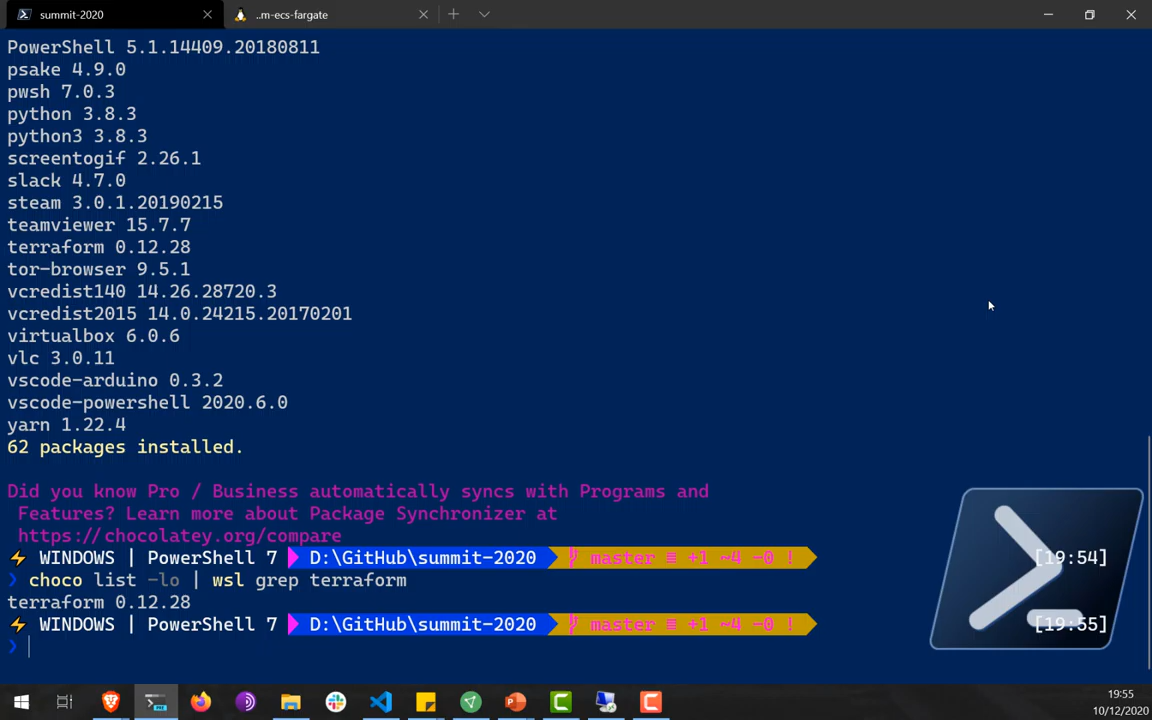 summit-2020
..m-ecs-fargate
PowerShell 5.1.14409.20180811
psake 4.9.0
pwsh 7.0.3
python 3.8.3
python3 3.8.3
screentogif 2.26.1
slack 4.7.0
steam 3.0.1.20190215
teamviewer 15.7.7
terraform 0.12.28
tor-browser 9.5.1
vcredist140 14.26.28720.3
vcredist2015 14.0.24215.20170201
virtualbox 6.0.6
vlc 3.0.11
vscode-arduino 0.3.2
vscode-powershell 2020.6.0
yarn 1.22.4
62 packages installed.
Did you know Pro / Business automatically syncs with Programs and
Features? Learn more about Package Synchronizer at
https://chocolatey.org/compare
⚡ WINDOWS | PowerShell 7 D:\GitHub\summit-2020 master ≡ +1 ~4 -0 ! [19:54]
❯ choco list -lo | wsl grep terraform
terraform 0.12.28
⚡ WINDOWS | PowerShell 7 D:\GitHub\summit-2020 master ≡ +1 ~4 -0 ! [19:55]
❯
19:55
10/12/2020